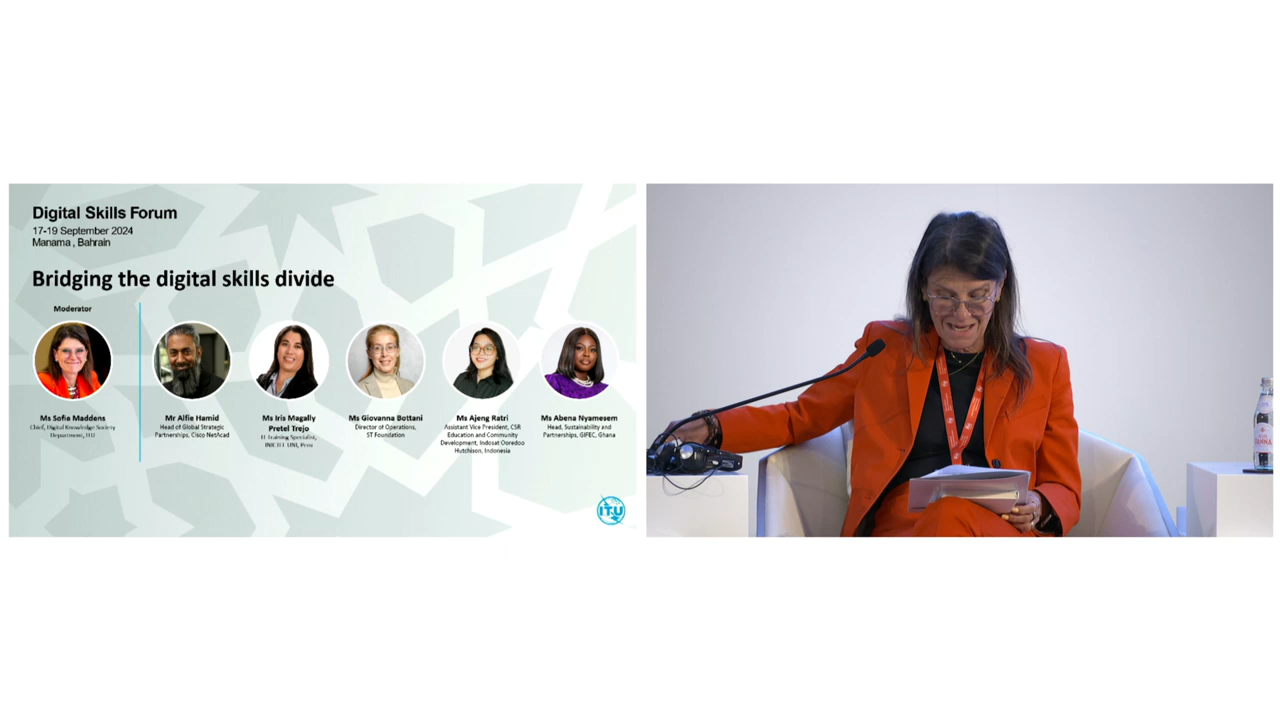 Digital Skills Forum
17-19 September 2024
Manama , Bahrain
Bridging the digital skills divide
Moderator
Ms Sofia Maddens
Chief, Digital Knowledge Society
Department, ITU
Mr Alfie Hamid
Head of Global Strategic
Partnerships, Cisco NetAcad
Ms Iris Magally
Pretel Trejo
IT Training Specialist,
INICTEL UNI, Peru
Ms Giovanna Bottani
Director of Operations,
ST Foundation
Ms Ajeng Ratri
Assistant Vice President, CSR
Education and Community
Development, Indosat Ooredoo
Hutchison, Indonesia
Ms Abena Nyamesem
Head, Sustainability and
Partnerships, GIFEC, Ghana
ITU